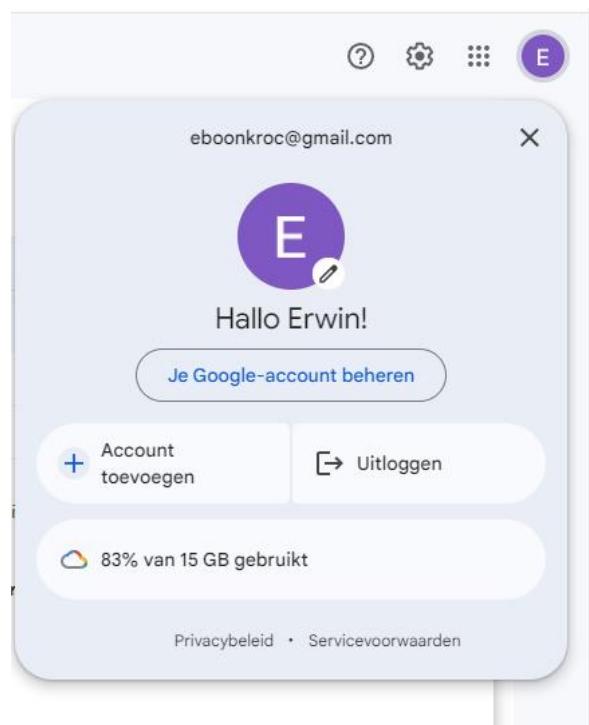 E
eboonkroc@gmail.com
E
Hallo Erwin!
Je Google-account beheren
Account
toevoegen
Uitloggen
83% van 15 GB gebruikt
Privacybeleid • Servicevoorwaarden